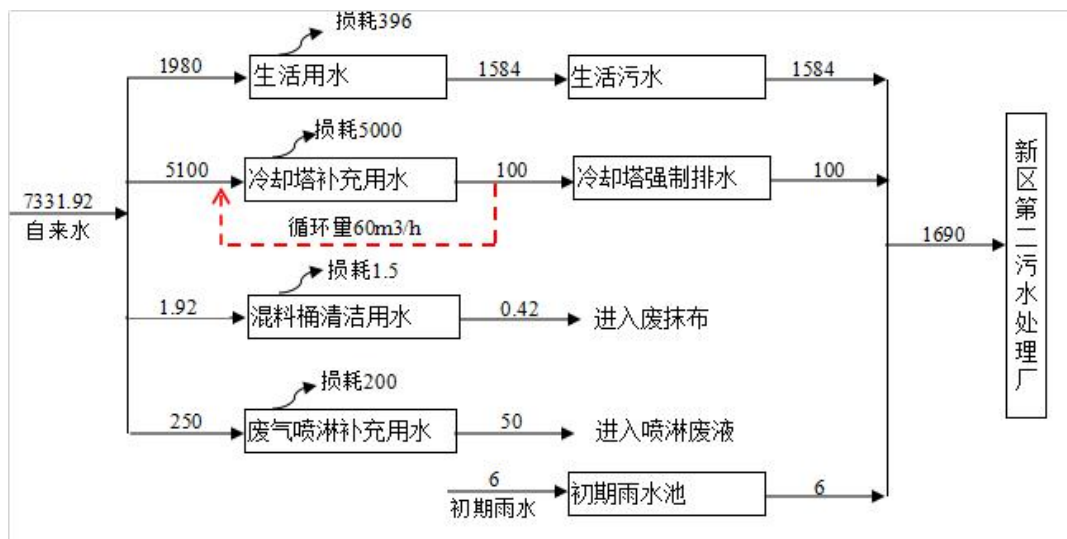 损耗396
1980
生活用水
1584
生活污水
1584
损耗5000
5100
冷却塔补充用水
100
冷却塔强制排水
100
7331.92
自来水
循环量60m3/h
1690
新区第二污水处理厂
损耗1.5
1.92
混料桶清洁用水
0.42
进入废抹布
损耗200
250
废气喷淋补充用水
50
进入喷淋废液
6
初期雨水
初期雨水池
6